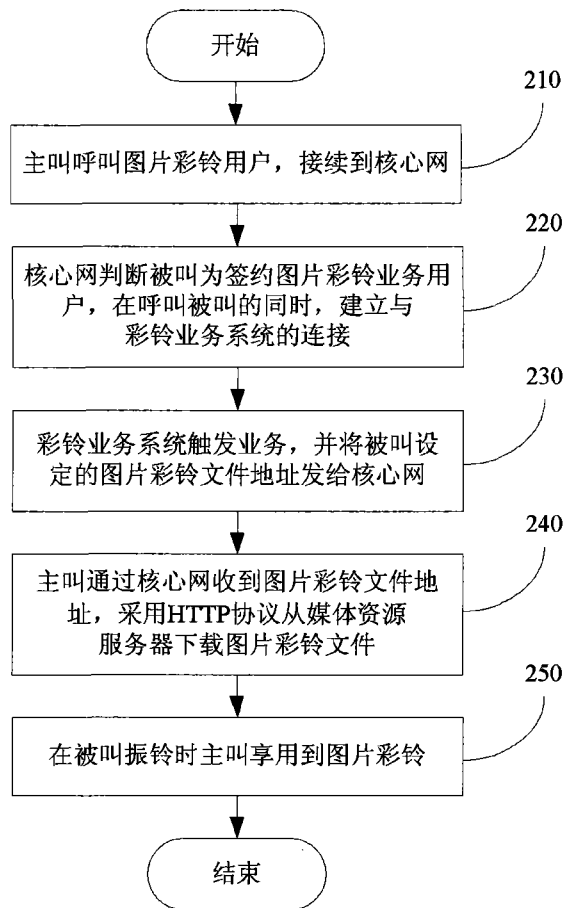 开始
210
主叫呼叫图片彩铃用户，接续到核心网
220
核心网判断被叫为签约图片彩铃业务用
户，在呼叫被叫的同时，建立与
彩铃业务系统的连接
230
彩铃业务系统触发业务，并将被叫设
定的图片彩铃文件地址发给核心网
240
主叫通过核心网收到图片彩铃文件地
址，采用HTTP协议从媒体资源
服务器下载图片彩铃文件
250
在被叫振铃时主叫享用到图片彩铃
结束